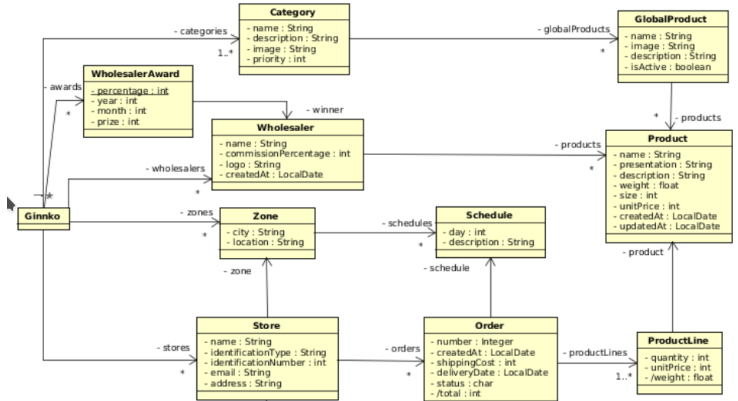 Category
- name : String
- description : String
- image : String
- priority : int
- categories
1..*
- globalProducts
*
GlobalProduct
- name : String
- image : String
- description : String
- isActive : boolean
WholesalerAward
- percentage : int
- year : int
- month : int
- prize : int
- awards
*
- winner
* - products
Wholesaler
- name : String
- commissionPercentage : int
- logo : String
- createdAt : LocalDate
- wholesalers
*
- products
*
Product
- name : String
- presentation : String
- description : String
- weight : float
- size : int
- unitPrice : int
- createdAt : LocalDate
- updatedAt : LocalDate
Ginnko
- zones
*
Zone
- city : String
- location : String
- schedules
*
Schedule
- day : int
- description : String
- zone
- schedule
- product
Store
- name : String
- identificationType : String
- identificationNumber : int
- email : String
- address : String
- stores
*
- orders
*
Order
- number : Integer
- createdAt : LocalDate
- shippingCost : int
- deliveryDate : LocalDate
- status : char
- /total : int
- productLines
1..*
ProductLine
- quantity : int
- unitPrice : int
- /weight : float